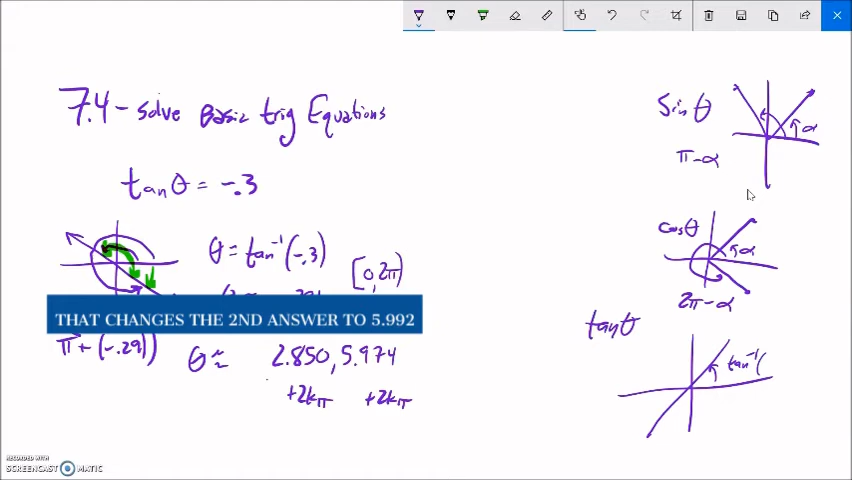 7.4 - Solve Basic trig Equations
tan θ = -.3
θ = tan⁻¹(-.3)
[0, 2π)
THAT CHANGES THE 2ND ANSWER TO 5.992
π + (-.29)
θ ≈ 2.850, 5.974
+2kπ +2kπ
Sin θ
α
π - α
cos θ
α
2π - α
tan θ
tan⁻¹(
RECORDED WITH
SCREENCAST MATIC